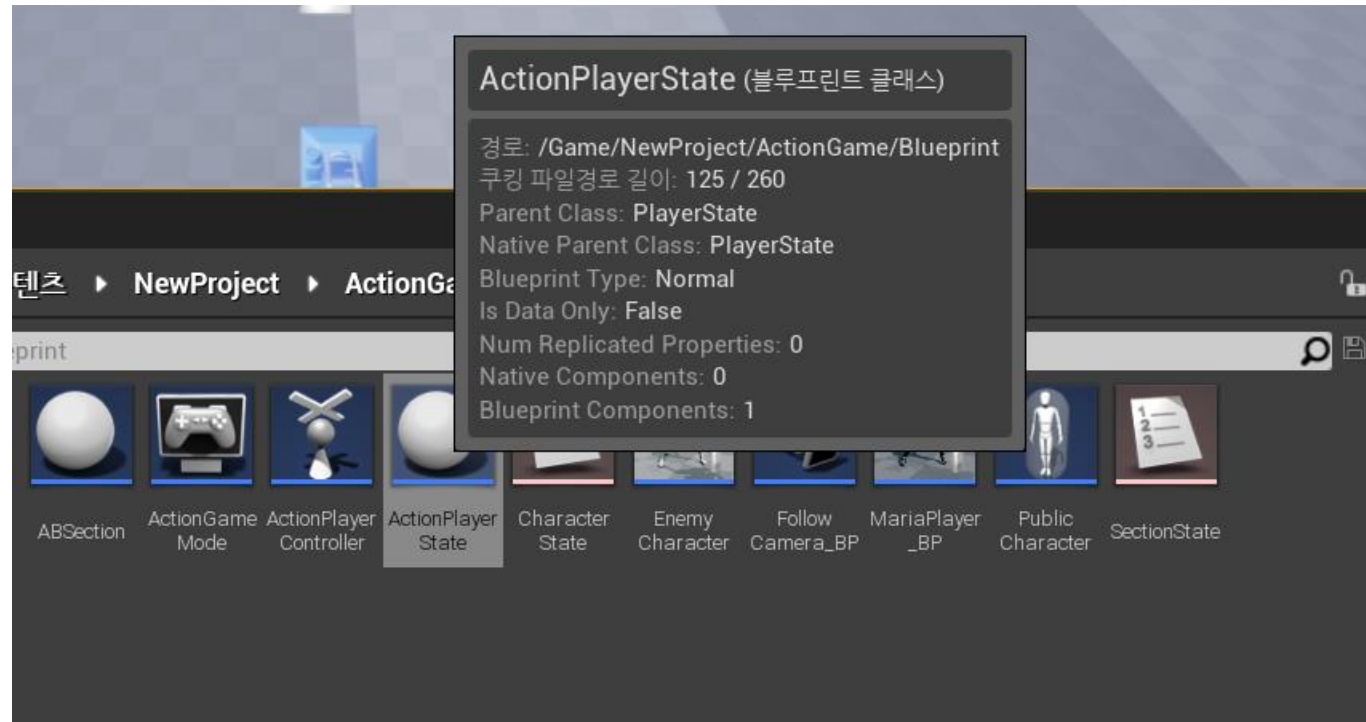 ActionPlayerState (블루프린트 클래스)
경로: /Game/NewProject/ActionGame/Blueprint
쿠킹 파일경로 길이: 125 / 260
Parent Class: PlayerState
Native Parent Class: PlayerState
Blueprint Type: Normal
Is Data Only: False
Num Replicated Properties: 0
Native Components: 0
Blueprint Components: 1
텐츠 NewProject ActionGa
print
ABSection
ActionGame
Mode
ActionPlayer
Controller
ActionPlayer
State
Character
State
Enemy
Character
Follow
Camera_BP
MariaPlayer
_BP
Public
Character
SectionState
1
2
3